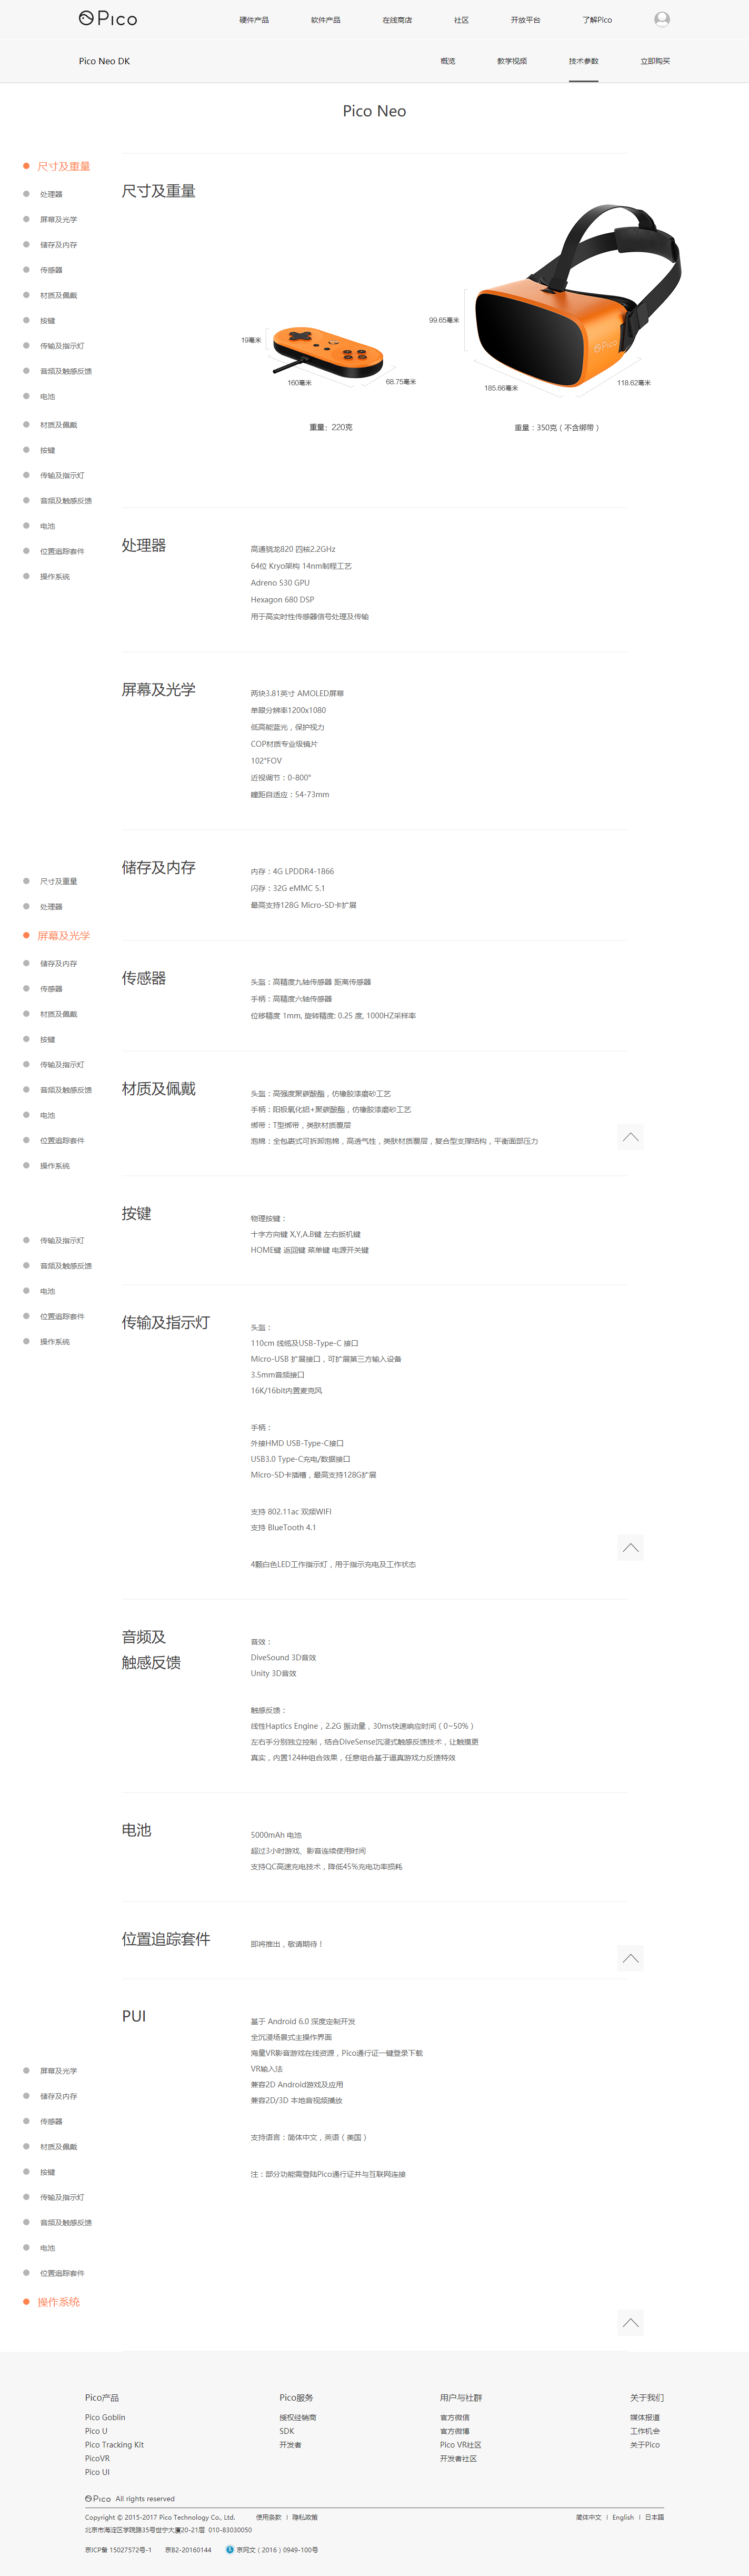 Pico
硬件产品
软件产品
在线商店
社区
开放平台
了解Pico
Pico Neo DK
概览
教学视频
技术参数
立即购买
Pico Neo
尺寸及重量
处理器
屏幕及光学
储存及内存
传感器
材质及佩戴
按键
传输及指示灯
音频及触感反馈
电池
材质及佩戴
按键
传输及指示灯
音频及触感反馈
电池
位置追踪套件
操作系统
尺寸及重量
19毫米
160毫米
68.75毫米
重量：220克
99.65毫米
Pico
185.66毫米
118.62毫米
重量：350克（不含绑带）
处理器
高通骁龙820 四核2.2GHz
64位 Kryo架构 14nm制程工艺
Adreno 530 GPU
Hexagon 680 DSP
用于高实时性传感器信号处理及传输
屏幕及光学
两块3.81英寸 AMOLED屏幕
单眼分辨率1200x1080
低高能蓝光，保护视力
COP材质专业级镜片
102°FOV
近视调节：0-800°
瞳距自适应：54-73mm
储存及内存
内存：4G LPDDR4-1866
闪存：32G eMMC 5.1
最高支持128G Micro-SD卡扩展
尺寸及重量
处理器
屏幕及光学
储存及内存
传感器
材质及佩戴
按键
传输及指示灯
音频及触感反馈
电池
位置追踪套件
操作系统
传感器
头盔：高精度九轴传感器 距离传感器
手柄：高精度六轴传感器
位移精度 1mm, 旋转精度: 0.25 度, 1000HZ采样率
材质及佩戴
头盔：高强度聚碳酸酯，仿橡胶漆磨砂工艺
手柄：阳极氧化铝+聚碳酸酯，仿橡胶漆磨砂工艺
绑带：T型绑带，类肤材质覆层
泡棉：全包裹式可拆卸泡棉，高透气性，类肤材质覆层，复合型支撑结构，平衡面部压力
按键
物理按键：
十字方向键 X,Y,A.B键 左右扳机键
HOME键 返回键 菜单键 电源开关键
传输及指示灯
音频及触感反馈
电池
位置追踪套件
操作系统
传输及指示灯
头盔：
110cm 线缆及USB-Type-C 接口
Micro-USB 扩展接口，可扩展第三方输入设备
3.5mm音频接口
16K/16bit内置麦克风
手柄：
外接HMD USB-Type-C接口
USB3.0 Type-C充电/数据接口
Micro-SD卡插槽，最高支持128G扩展
支持 802.11ac 双频WIFI
支持 BlueTooth 4.1
4颗白色LED工作指示灯，用于指示充电及工作状态
音频及
触感反馈
音效：
DiveSound 3D音效
Unity 3D音效
触感反馈：
线性Haptics Engine，2.2G 振动量，30ms快速响应时间（0~50%）
左右手分别独立控制，结合DiveSense沉浸式触感反馈技术，让触摸更
真实，内置124种组合效果，任意组合基于逼真游戏力反馈特效
电池
5000mAh 电池
超过3小时游戏、影音连续使用时间
支持QC高速充电技术，降低45%充电功率损耗
位置追踪套件
即将推出，敬请期待！
PUI
基于 Android 6.0 深度定制开发
全沉浸场景式主操作界面
海量VR影音游戏在线资源，Pico通行证一键登录下载
VR输入法
兼容2D Android游戏及应用
兼容2D/3D 本地音视频播放
支持语言：简体中文，英语（美国）
注：部分功能需登陆Pico通行证并与互联网连接
屏幕及光学
储存及内存
传感器
材质及佩戴
按键
传输及指示灯
音频及触感反馈
电池
位置追踪套件
操作系统
Pico产品
Pico Goblin
Pico U
Pico Tracking Kit
PicoVR
Pico UI
Pico服务
授权经销商
SDK
开发者
用户与社群
官方微信
官方微博
Pico VR社区
开发者社区
关于我们
媒体报道
工作机会
关于Pico
Pico All rights reserved
Copyright © 2015-2017 Pico Technology Co., Ltd. 使用条款 | 隐私政策
简体中文 | English | 日本語
北京市海淀区学院路35号世宁大厦20-21层 010-83030050
京ICP备 15027572号-1 京B2-20160144 京网文（2016）0949-100号